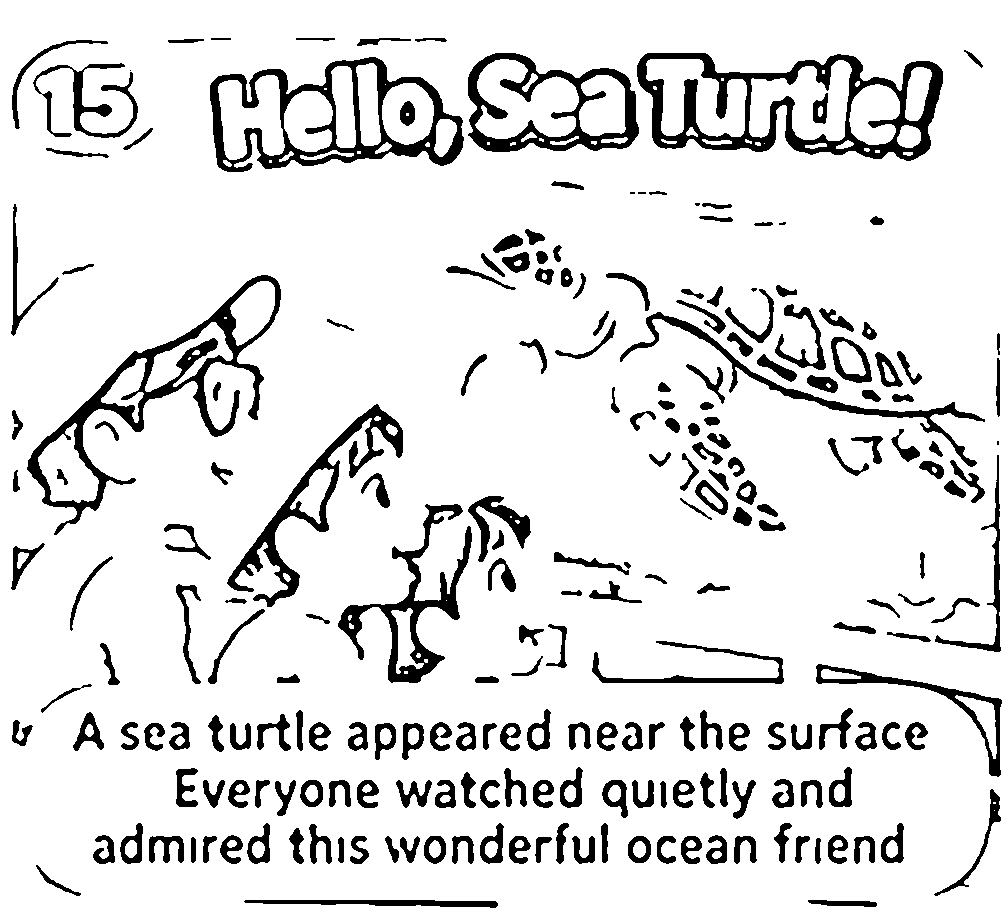 15
Hello, Sea Turtle!
A sea turtle appeared near the surface
Everyone watched quietly and
admired this wonderful ocean friend